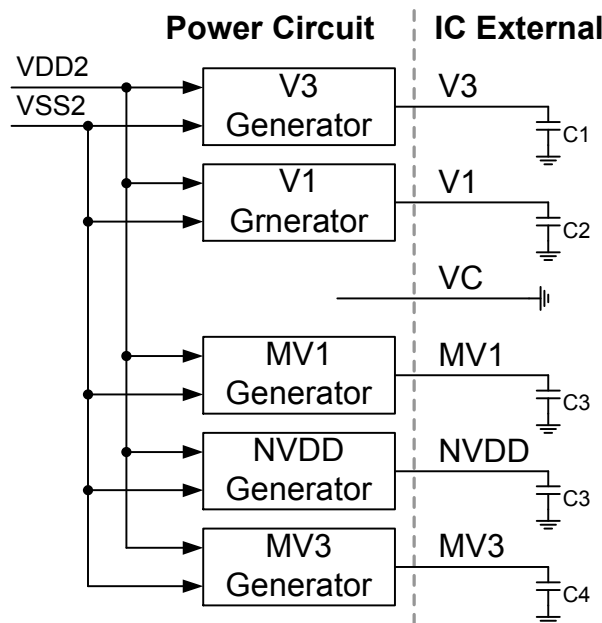 Power Circuit
IC External
VDD2
VSS2
V3
Generator
V3
C1
V1
Grnerator
V1
C2
VC
MV1
Generator
MV1
C3
NVDD
Generator
NVDD
C3
MV3
Generator
MV3
C4